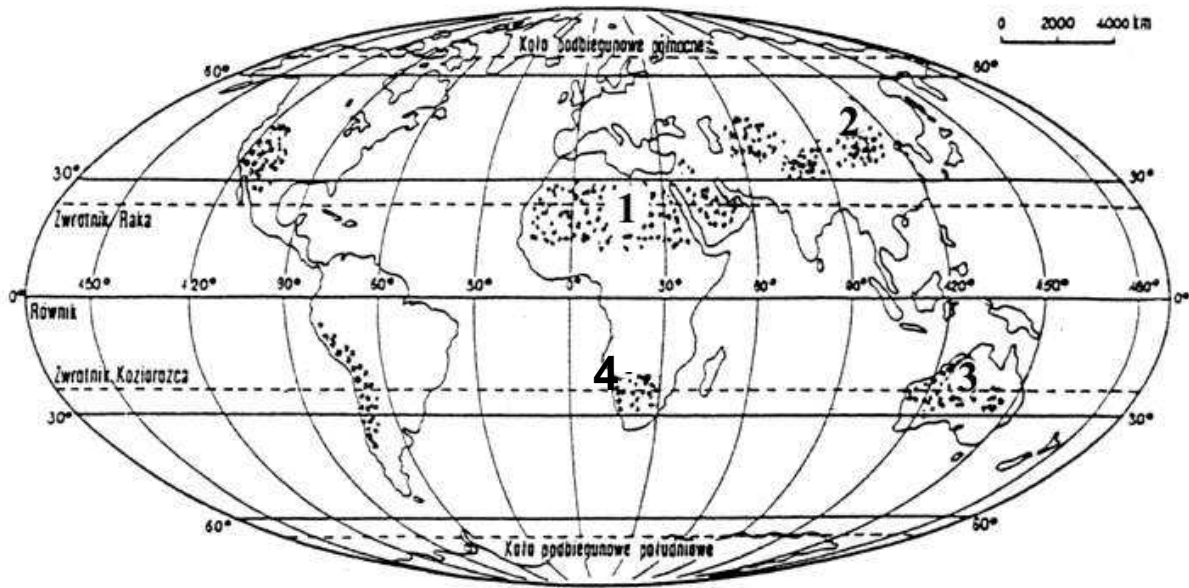 0 2000 4000 km
Koło podbiegunowe północne
60° 60°
2
30° 30°
1
Zwrotnik Raka
150° 120° 90° 60° 30° 0° 30° 60° 90° 120° 150° 160°
0° 0°
Równik
Zwrotnik Koziorożca
4 3
30° 30°
60° 60°
Koło podbiegunowe południowe